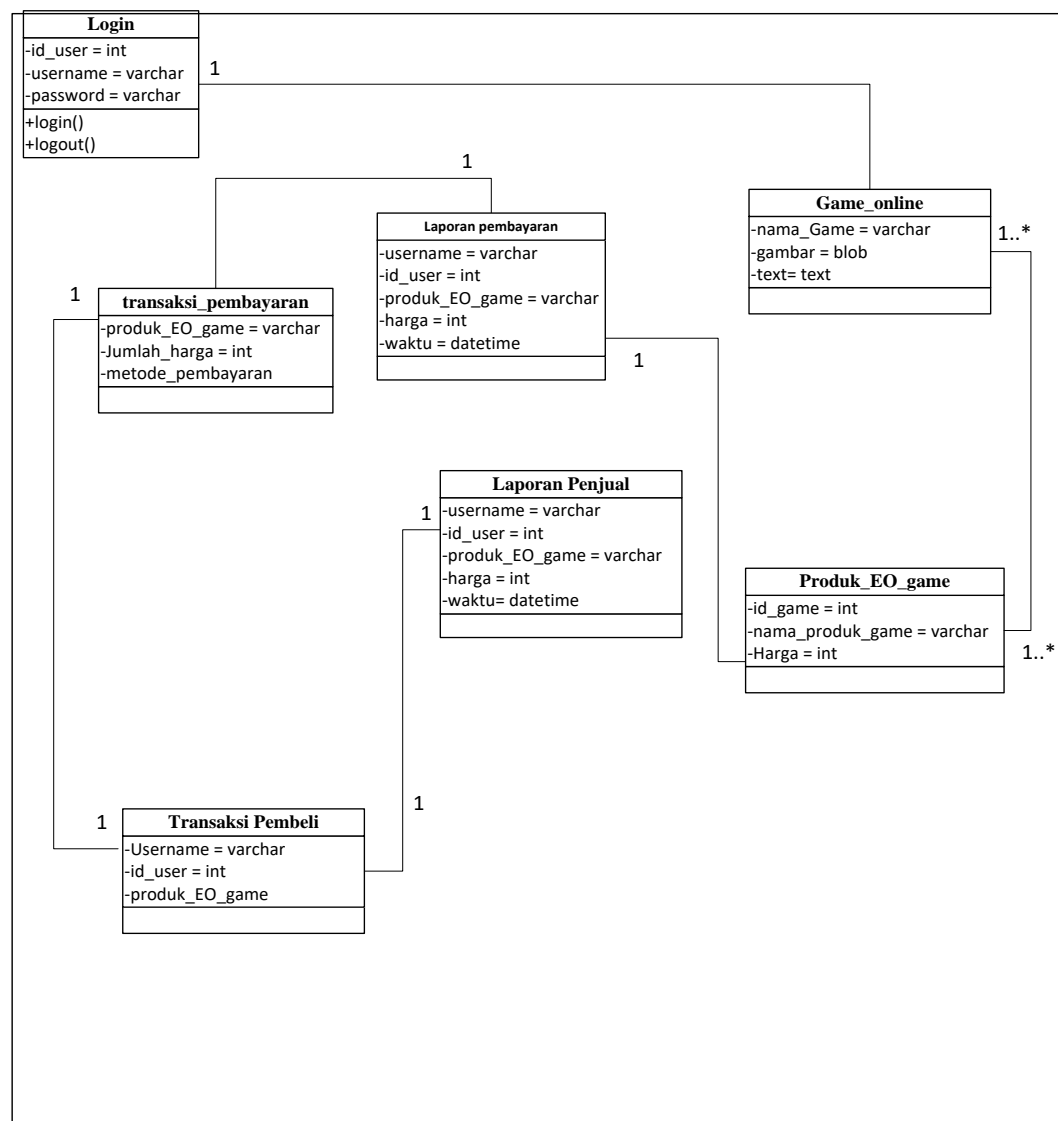 Login
-id_user = int
-username = varchar
-password = varchar
+login()
+logout()
1
1
Game_online
-nama_Game = varchar
-gambar = blob
-text= text
1..*
Laporan pembayaran
-username = varchar
-id_user = int
-produk_EO_game = varchar
-harga = int
-waktu = datetime
1
1
transaksi_pembayaran
-produk_EO_game = varchar
-Jumlah_harga = int
-metode_pembayaran
Laporan Penjual
-username = varchar
-id_user = int
-produk_EO_game = varchar
-harga = int
-waktu= datetime
1
Produk_EO_game
-id_game = int
-nama_produk_game = varchar
-Harga = int
1..*
1
1
Transaksi Pembeli
-Username = varchar
-id_user = int
-produk_EO_game